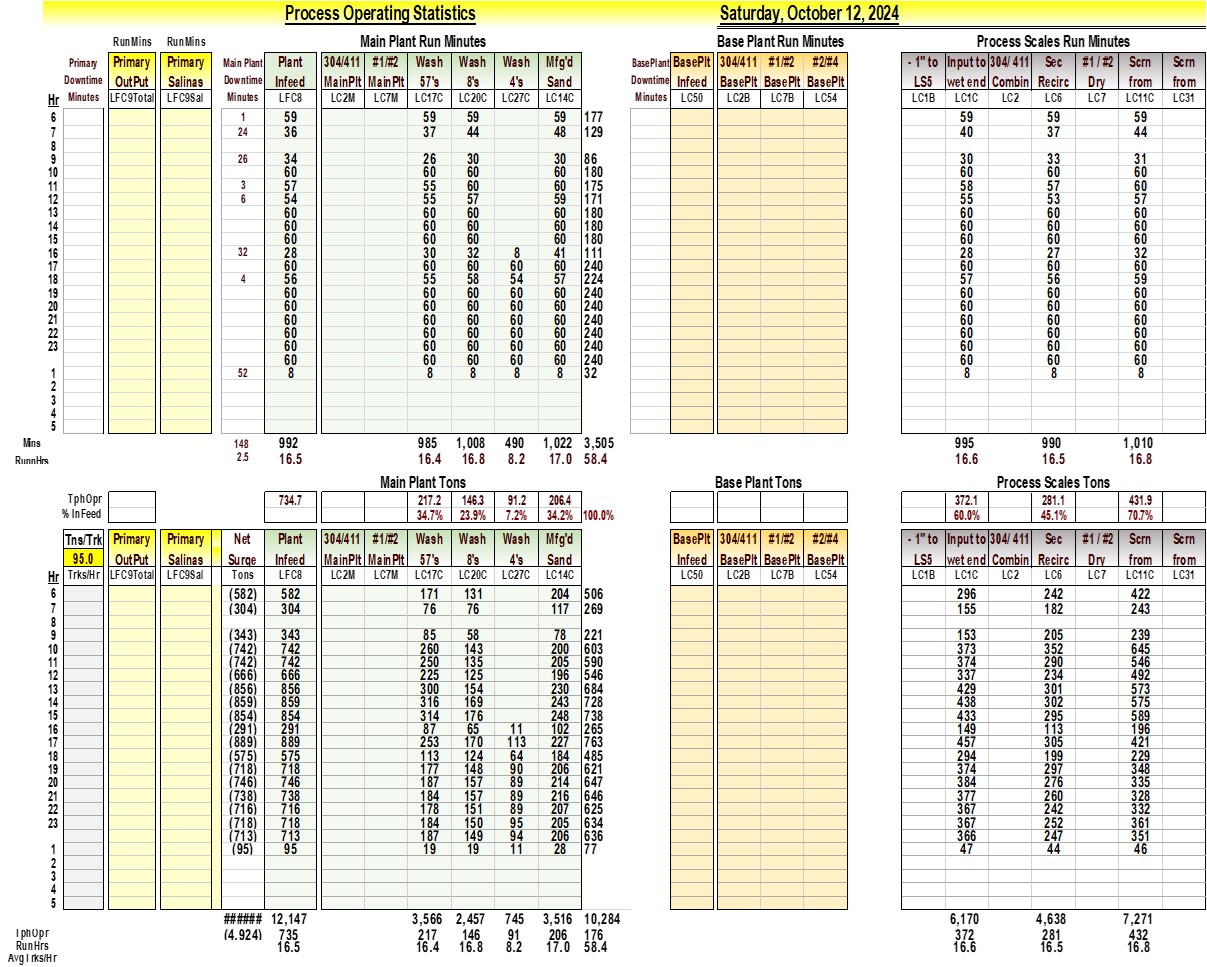 Process Operating Statistics Saturday, October 12, 2024
RunMins RunMins Main Plant Run Minutes Base Plant Run Minutes Process Scales Run Minutes
Primary Primary Primary Main Plant Plant 304/411 #1/#2 Wash Wash Wash Mfg'd BasePlant BasePlt 304/411 #1/#2 #2/#4 - 1" to Input to 304/ 411 Sec #1 / #2 Scrn Scrn
Downtime OutPut Salinas Downtime Infeed MainPlt MainPlt 57's 8's 4's Sand Downtime Infeed BasePlt BasePlt BasePlt LS5 wet end Combin Recirc Dry from from
Hr Minutes LFC9Total LFC9Sal Minutes LFC8 LC2M LC7M LC17C LC20C LC27C LC14C Minutes LC50 LC2B LC7B LC54 LC1B LC1C LC2 LC6 LC7 LC11C LC31
6 1 59 59 59 59 177 59 59 59
7 24 36 37 44 48 129 40 37 44
8
9 26 34 26 30 30 86 30 33 31
10 60 60 60 60 180 60 60 60
11 3 57 55 60 60 175 58 57 60
12 6 54 55 57 59 171 55 53 57
13 60 60 60 60 180 60 60 60
14 60 60 60 60 180 60 60 60
15 60 60 60 60 180 60 60 60
16 32 28 30 32 8 41 111 28 27 32
17 60 60 60 60 60 240 60 60 60
18 4 56 55 58 54 57 224 57 56 59
19 60 60 60 60 60 240 60 60 60
20 60 60 60 60 60 240 60 60 60
21 60 60 60 60 60 240 60 60 60
22 60 60 60 60 60 240 60 60 60
23 60 60 60 60 60 240 60 60 60
60 60 60 60 60 240 60 60 60
1 52 8 8 8 8 8 32 8 8 8
2
3
4
5
Mins 148 992 985 1,008 490 1,022 3,505 995 990 1,010
RunnHrs 2.5 16.5 16.4 16.8 8.2 17.0 58.4 16.6 16.5 16.8
Main Plant Tons Base Plant Tons Process Scales Tons
TphOpr 734.7 217.2 146.3 91.2 206.4 372.1 281.1 431.9
% InFeed 34.7% 23.9% 7.2% 34.2% 100.0% 60.0% 45.1% 70.7%
Tns/Trk Primary Primary Net Plant 304/411 #1/#2 Wash Wash Wash Mfg'd BasePlt 304/411 #1/#2 #2/#4 - 1" to Input to 304/ 411 Sec #1 / #2 Scrn Scrn
95.0 OutPut Salinas Surge Infeed MainPlt MainPlt 57's 8's 4's Sand Infeed BasePlt BasePlt BasePlt LS5 wet end Combin Recirc Dry from from
Hr Trks/Hr LFC9Total LFC9Sal Tons LFC8 LC2M LC7M LC17C LC20C LC27C LC14C LC50 LC2B LC7B LC54 LC1B LC1C LC2 LC6 LC7 LC11C LC31
6 (582) 582 171 131 204 506 296 242 422
7 (304) 304 76 76 117 269 155 182 243
8
9 (343) 343 85 58 78 221 153 205 239
10 (742) 742 260 143 200 603 373 352 645
11 (742) 742 250 135 205 590 374 290 546
12 (666) 666 225 125 196 546 337 234 492
13 (856) 856 300 154 230 684 429 301 573
14 (859) 859 316 169 243 728 438 302 575
15 (854) 854 314 176 248 738 433 295 589
16 (291) 291 87 65 11 102 265 149 113 196
17 (889) 889 253 170 113 227 763 457 305 421
18 (575) 575 113 124 64 184 485 294 199 229
19 (718) 718 177 148 90 206 621 374 297 348
20 (746) 746 187 157 89 214 647 384 276 335
21 (738) 738 184 157 89 216 646 377 260 328
22 (716) 716 178 151 89 207 625 367 242 332
23 (718) 718 184 150 95 205 634 367 252 361
(713) 713 187 149 94 206 636 366 247 351
1 (95) 95 19 19 11 28 77 47 44 46
2
3
4
5
###### 12,147 3,566 2,457 745 3,516 10,284 6,170 4,638 7,271
TphOpr (4.924) 735 217 146 91 206 176 372 281 432
RunHrs 16.5 16.4 16.8 8.2 17.0 58.4 16.6 16.5 16.8
AvgTrks/Hr